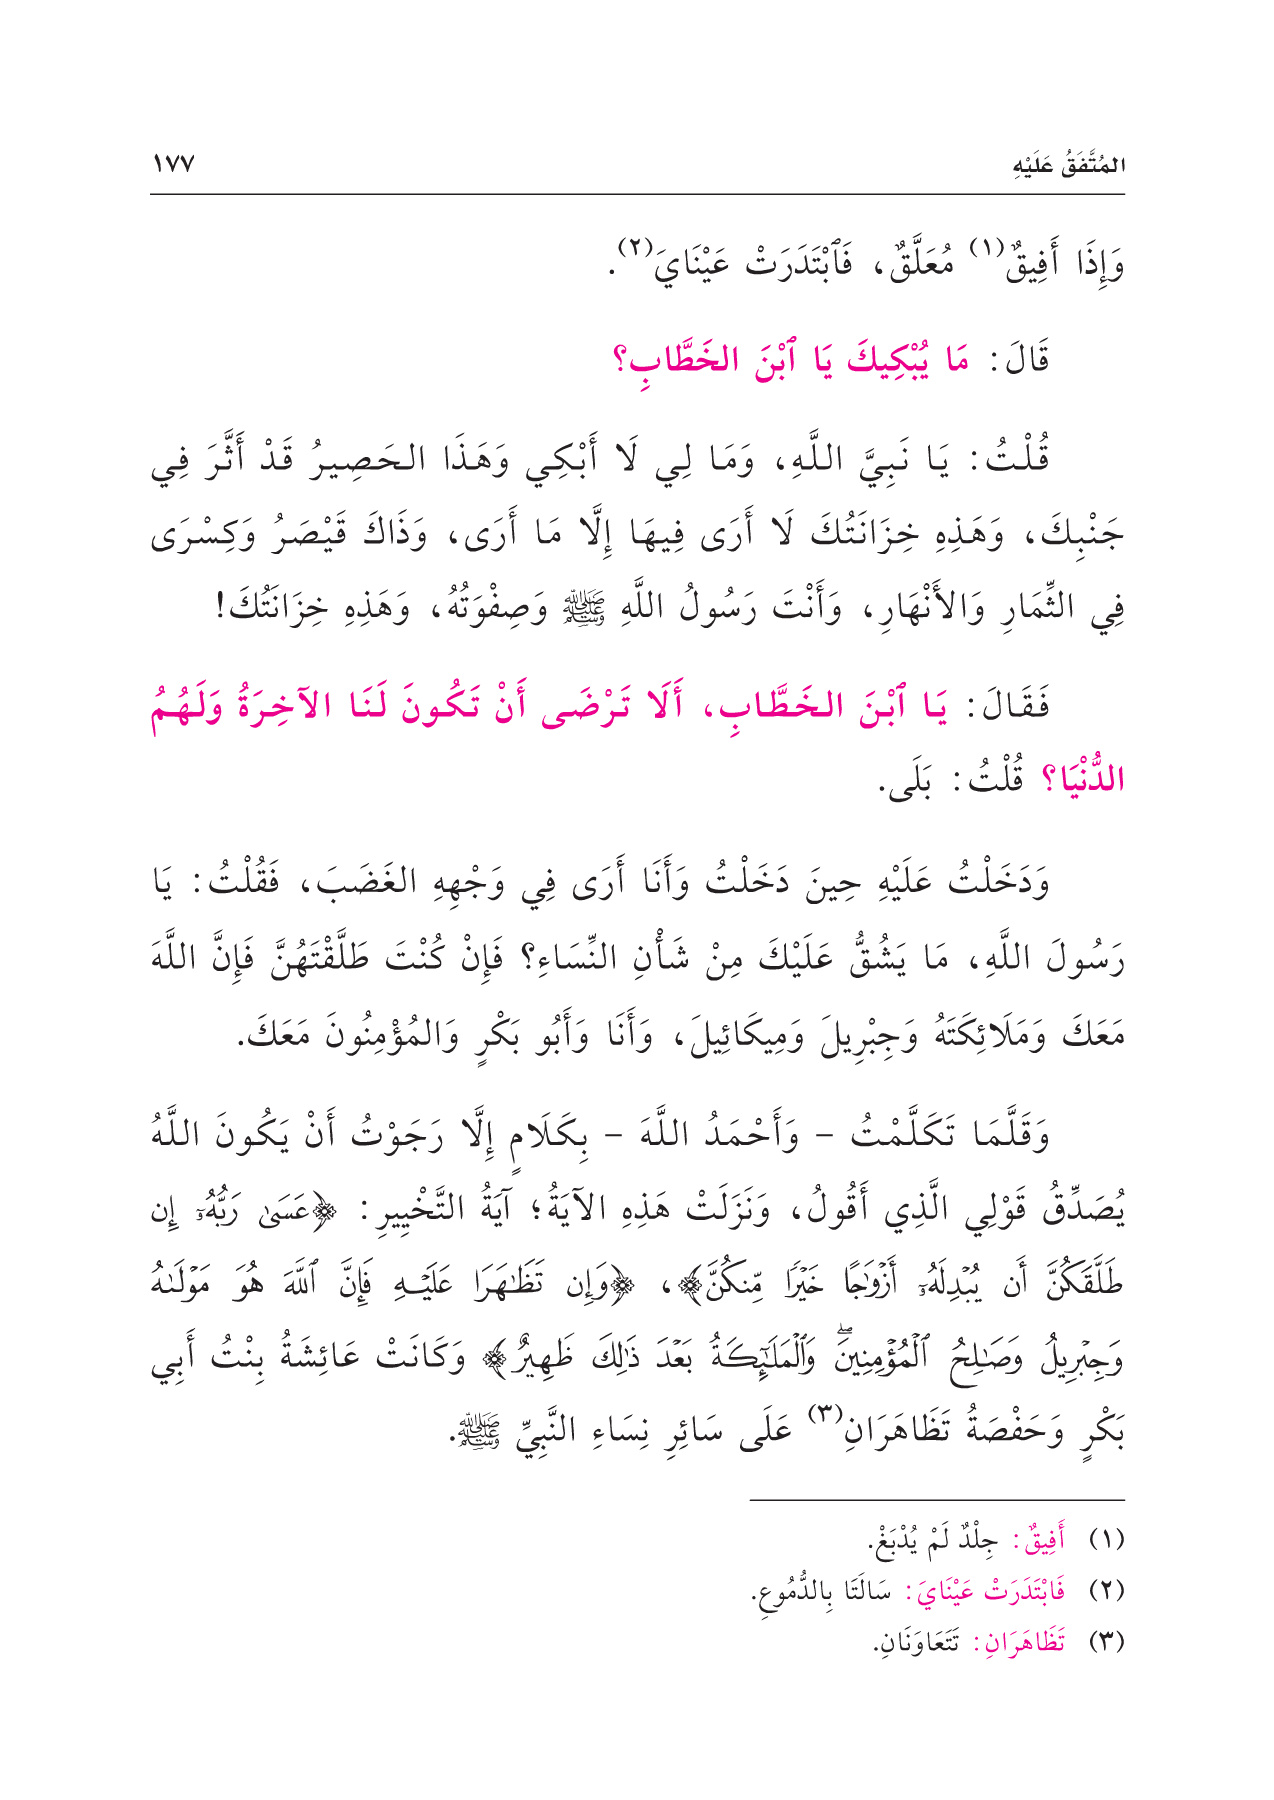 المُتَّفَقُ عَلَيْهِ ١٧٧
وَإِذَا أَفِيقٌ(١) مُعَلَّقٌ، فَٱبْتَدَرَتْ عَيْنَايَ(٢).
قَالَ: مَا يُبْكِيكَ يَا ٱبْنَ الخَطَّابِ؟
قُلْتُ: يَا نَبِيَّ اللَّهِ، وَمَا لِي لَا أَبْكِي وَهَذَا الحَصِيرُ قَدْ أَثَّرَ فِي
جَنْبِكَ، وَهَذِهِ خِزَانَتُكَ لَا أَرَى فِيهَا إِلَّا مَا أَرَى، وَذَاكَ قَيْصَرُ وَكِسْرَى
فِي الثِّمَارِ وَالأَنْهَارِ، وَأَنْتَ رَسُولُ اللَّهِ ﷺ وَصِفْوَتُهُ، وَهَذِهِ خِزَانَتُكَ!
فَقَالَ: يَا ٱبْنَ الخَطَّابِ، أَلَا تَرْضَى أَنْ تَكُونَ لَنَا الآخِرَةُ وَلَهُمُ
الدُّنْيَا؟ قُلْتُ: بَلَى.
وَدَخَلْتُ عَلَيْهِ حِينَ دَخَلْتُ وَأَنَا أَرَى فِي وَجْهِهِ الغَضَبَ، فَقُلْتُ: يَا
رَسُولَ اللَّهِ، مَا يَشُقُّ عَلَيْكَ مِنْ شَأْنِ النِّسَاءِ؟ فَإِنْ كُنْتَ طَلَّقْتَهُنَّ فَإِنَّ اللَّهَ
مَعَكَ وَمَلَائِكَتَهُ وَجِبْرِيلَ وَمِيكَائِيلَ، وَأَنَا وَأَبُو بَكْرٍ وَالمُؤْمِنُونَ مَعَكَ.
وَقَلَّمَا تَكَلَّمْتُ - وَأَحْمَدُ اللَّهَ - بِكَلَامٍ إِلَّا رَجَوْتُ أَنْ يَكُونَ اللَّهُ
يُصَدِّقُ قَوْلِي الَّذِي أَقُولُ، وَنَزَلَتْ هَذِهِ الآيَةُ؛ آيَةُ التَّخْيِيرِ: ﴿عَسَىٰ رَبُّهُۥٓ إِن
طَلَّقَكُنَّ أَن يُبْدِلَهُۥٓ أَزْوَٰجًا خَيْرًا مِّنكُنَّ﴾، ﴿وَإِن تَظَٰهَرَا عَلَيْهِ فَإِنَّ ٱللَّهَ هُوَ مَوْلَىٰهُ
وَجِبْرِيلُ وَصَٰلِحُ ٱلْمُؤْمِنِينَۖ وَٱلْمَلَٰٓئِكَةُ بَعْدَ ذَٰلِكَ ظَهِيرٌ﴾ وَكَانَتْ عَائِشَةُ بِنْتُ أَبِي
بَكْرٍ وَحَفْصَةُ تَظَاهَرَانِ(٣) عَلَى سَائِرِ نِسَاءِ النَّبِيِّ ﷺ.
(١) أَفِيقٌ: جِلْدٌ لَمْ يُدْبَغْ.
(٢) فَابْتَدَرَتْ عَيْنَايَ: سَالَتَا بِالدُّمُوعِ.
(٣) تَظَاهَرَانِ: تَتَعَاوَنَانِ.